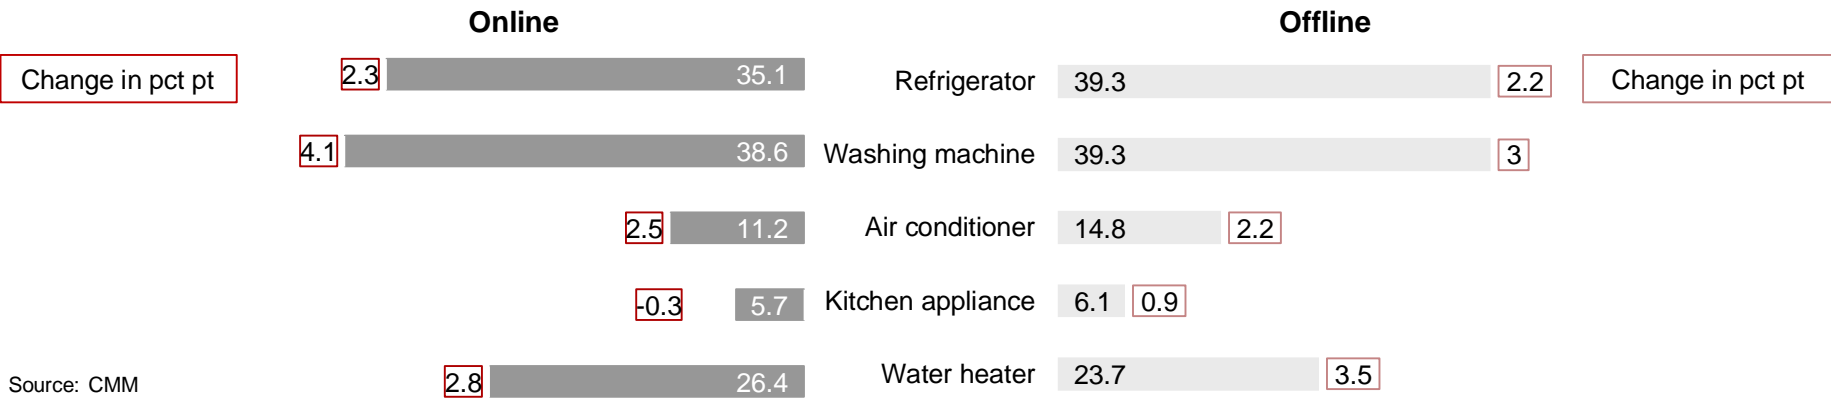 Online Offline
Change in pct pt 2.3 35.1 Refrigerator 39.3 2.2 Change in pct pt
4.1 38.6 Washing machine 39.3 3
2.5 11.2 Air conditioner 14.8 2.2
-0.3 5.7 Kitchen appliance 6.1 0.9
2.8 26.4 Water heater 23.7 3.5
Source: CMM